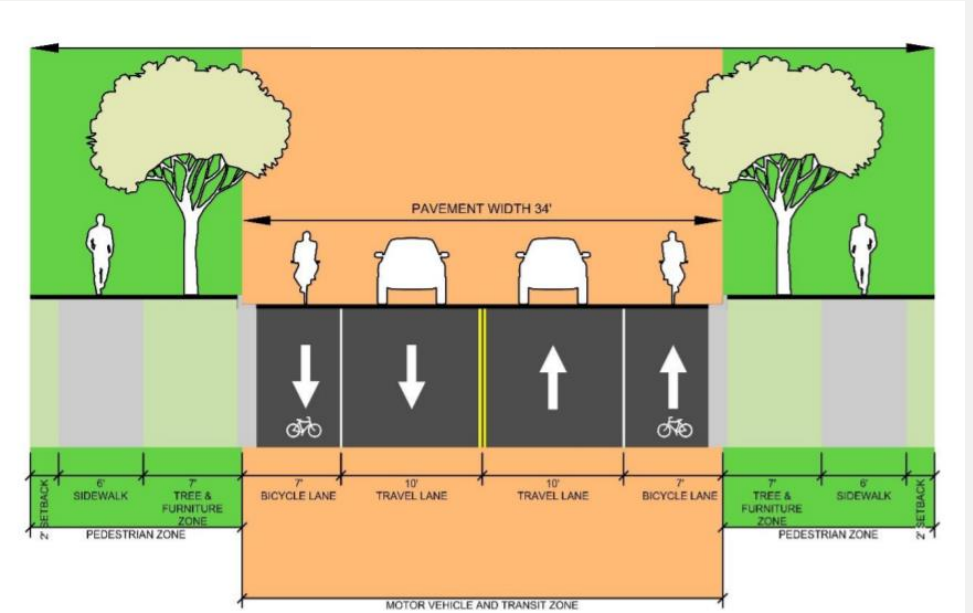 PAVEMENT WIDTH 34'
2' SETBACK
6'
SIDEWALK
7'
TREE &
FURNITURE
ZONE
7'
BICYCLE LANE
10'
TRAVEL LANE
10'
TRAVEL LANE
7'
BICYCLE LANE
7'
TREE &
FURNITURE
ZONE
6'
SIDEWALK
2' SETBACK
PEDESTRIAN ZONE
PEDESTRIAN ZONE
MOTOR VEHICLE AND TRANSIT ZONE